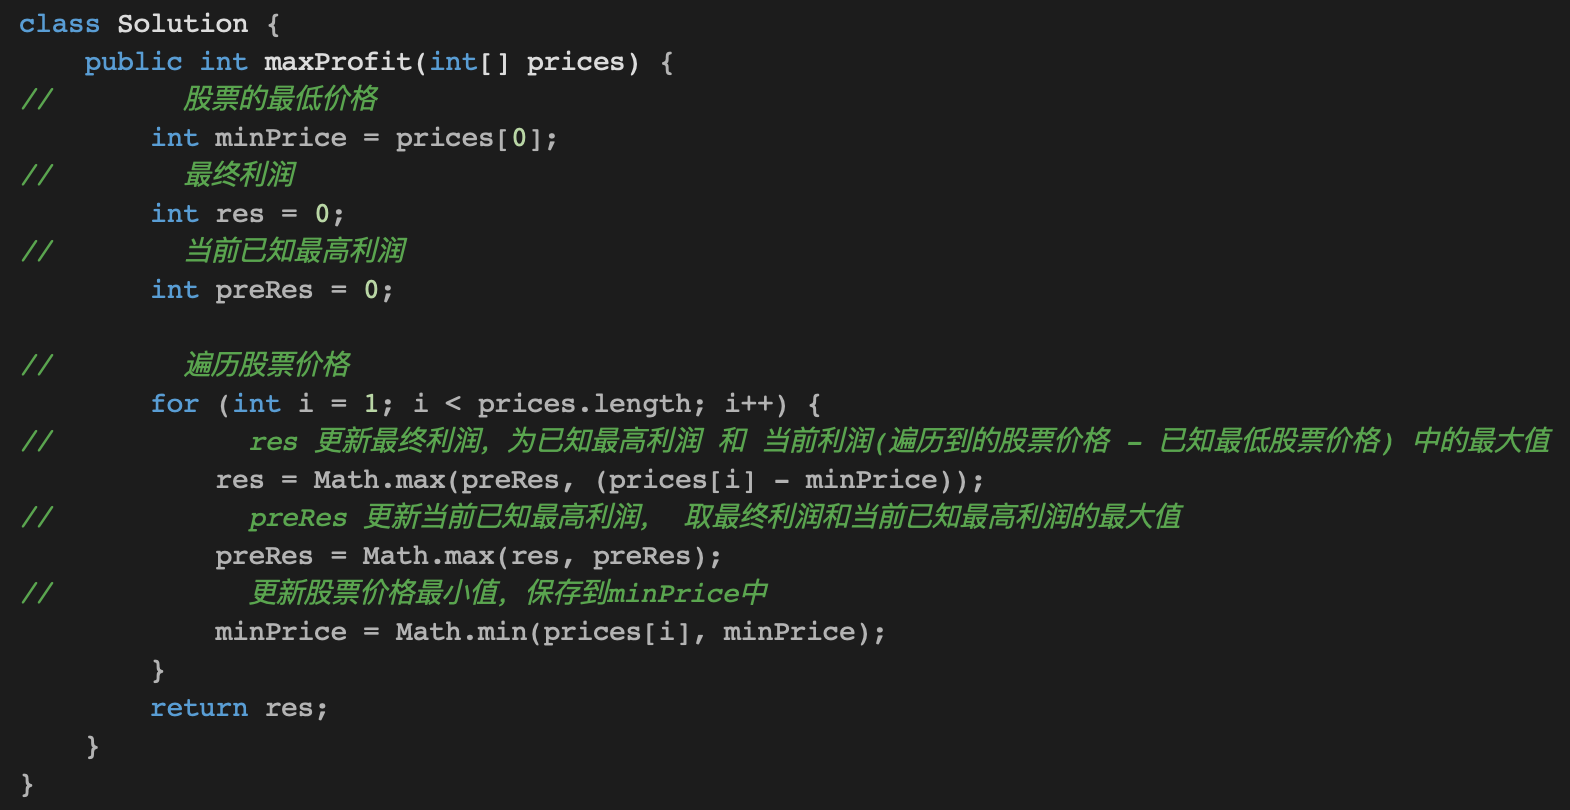 class Solution {
    public int maxProfit(int[] prices) {
//        股票的最低价格
        int minPrice = prices[0];
//        最终利润
        int res = 0;
//        当前已知最高利润
        int preRes = 0;

//        遍历股票价格
        for (int i = 1; i < prices.length; i++) {
//            res 更新最终利润，为已知最高利润 和 当前利润(遍历到的股票价格 - 已知最低股票价格) 中的最大值
            res = Math.max(preRes, (prices[i] - minPrice));
//            preRes 更新当前已知最高利润， 取最终利润和当前已知最高利润的最大值
            preRes = Math.max(res, preRes);
//            更新股票价格最小值，保存到minPrice中
            minPrice = Math.min(prices[i], minPrice);
        }
        return res;
    }
}